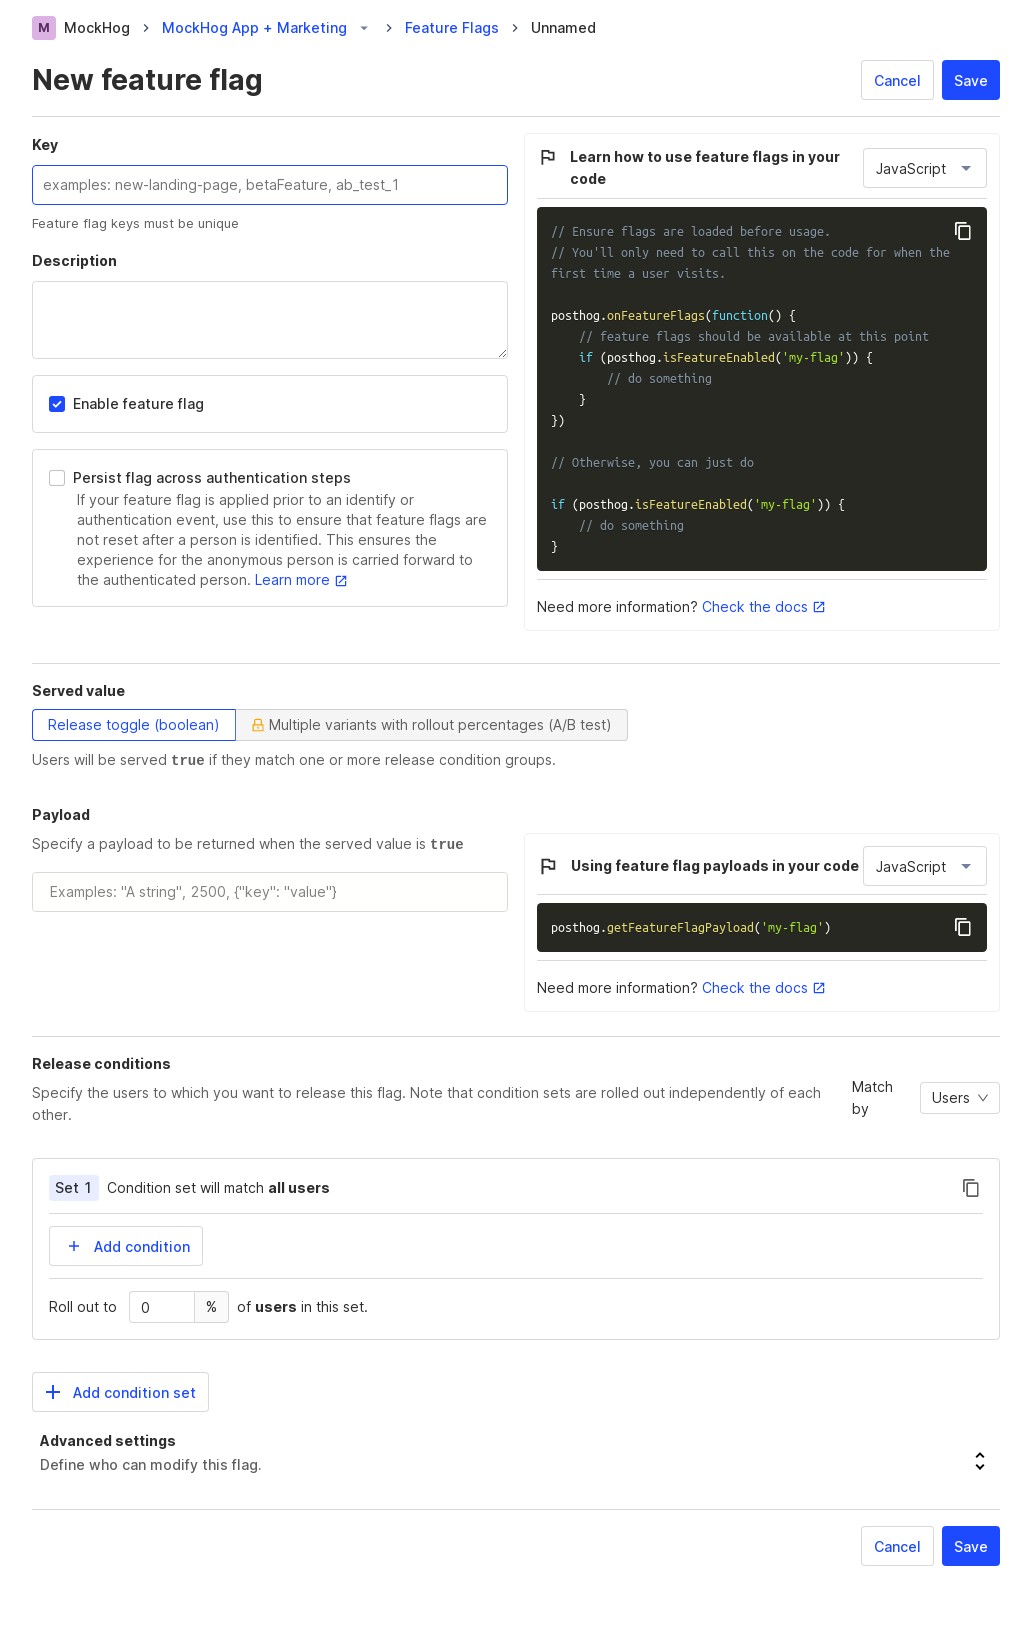 M MockHog > MockHog App + Marketing > Feature Flags > Unnamed
New feature flag
Cancel
Save
Key
examples: new-landing-page, betaFeature, ab_test_1
Feature flag keys must be unique
Description
Enable feature flag
Persist flag across authentication steps
If your feature flag is applied prior to an identify or
authentication event, use this to ensure that feature flags are
not reset after a person is identified. This ensures the
experience for the anonymous person is carried forward to
the authenticated person. Learn more
Learn how to use feature flags in your
code
JavaScript
// Ensure flags are loaded before usage.
// You'll only need to call this on the code for when the
first time a user visits.
posthog.onFeatureFlags(function() {
    // feature flags should be available at this point
    if (posthog.isFeatureEnabled('my-flag')) {
        // do something
    }
})
// Otherwise, you can just do
if (posthog.isFeatureEnabled('my-flag')) {
    // do something
}
Need more information? Check the docs
Served value
Release toggle (boolean)
Multiple variants with rollout percentages (A/B test)
Users will be served true if they match one or more release condition groups.
Payload
Specify a payload to be returned when the served value is true
Examples: "A string", 2500, {"key": "value"}
Using feature flag payloads in your code
JavaScript
posthog.getFeatureFlagPayload('my-flag')
Need more information? Check the docs
Release conditions
Specify the users to which you want to release this flag. Note that condition sets are rolled out independently of each
other.
Match
by
Users
Set 1 Condition set will match all users
Add condition
Roll out to 0 % of users in this set.
Add condition set
Advanced settings
Define who can modify this flag.
Cancel
Save